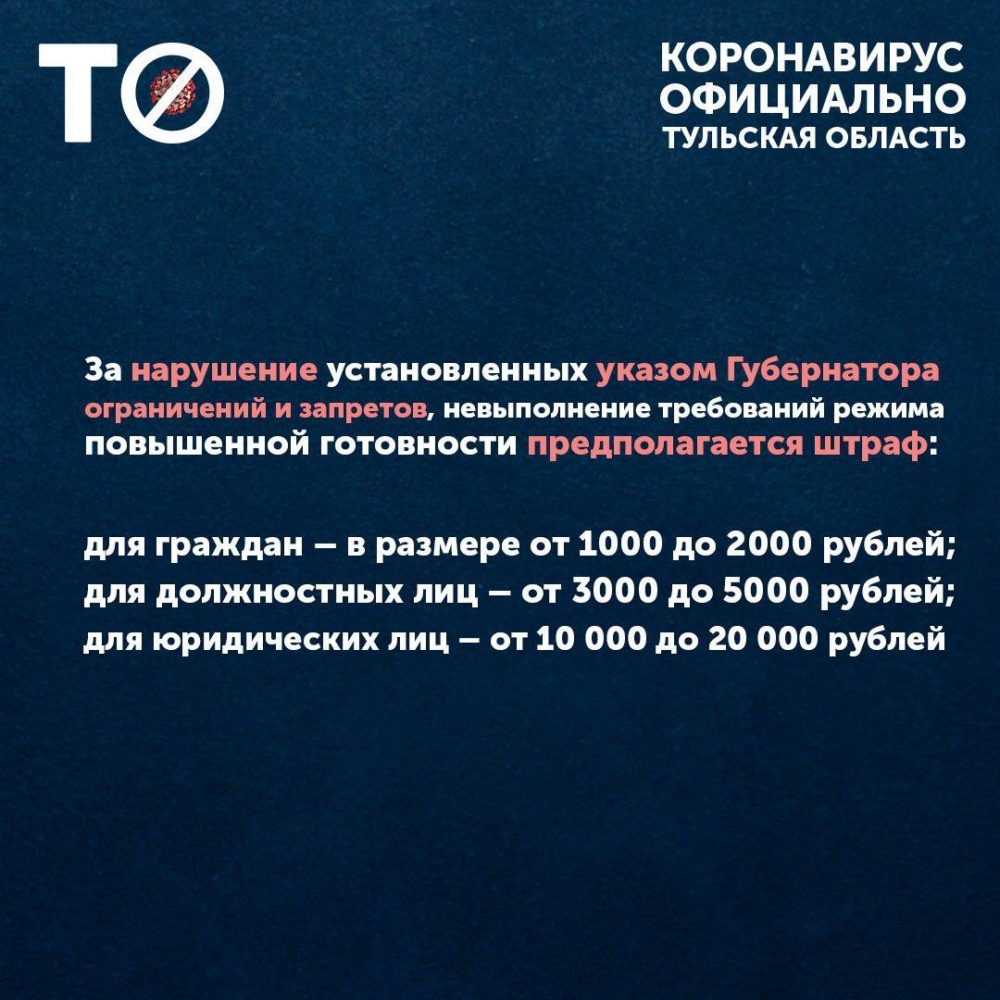 ТО
КОРОНАВИРУС
ОФИЦИАЛЬНО
ТУЛЬСКАЯ ОБЛАСТЬ
За нарушение установленных указом Губернатора
ограничений и запретов, невыполнение требований режима
повышенной готовности предполагается штраф:
для граждан – в размере от 1000 до 2000 рублей;
для должностных лиц – от 3000 до 5000 рублей;
для юридических лиц – от 10 000 до 20 000 рублей